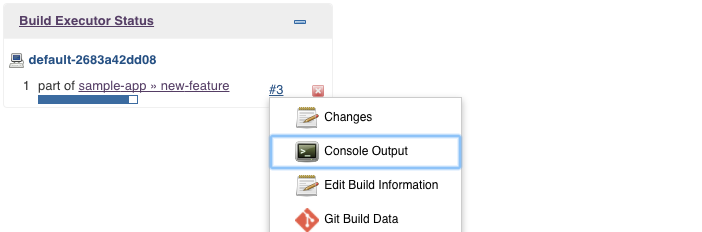 Build Executor Status
default-2683a42dd08
1 part of sample-app » new-feature #3
Changes
Console Output
Edit Build Information
Git Build Data